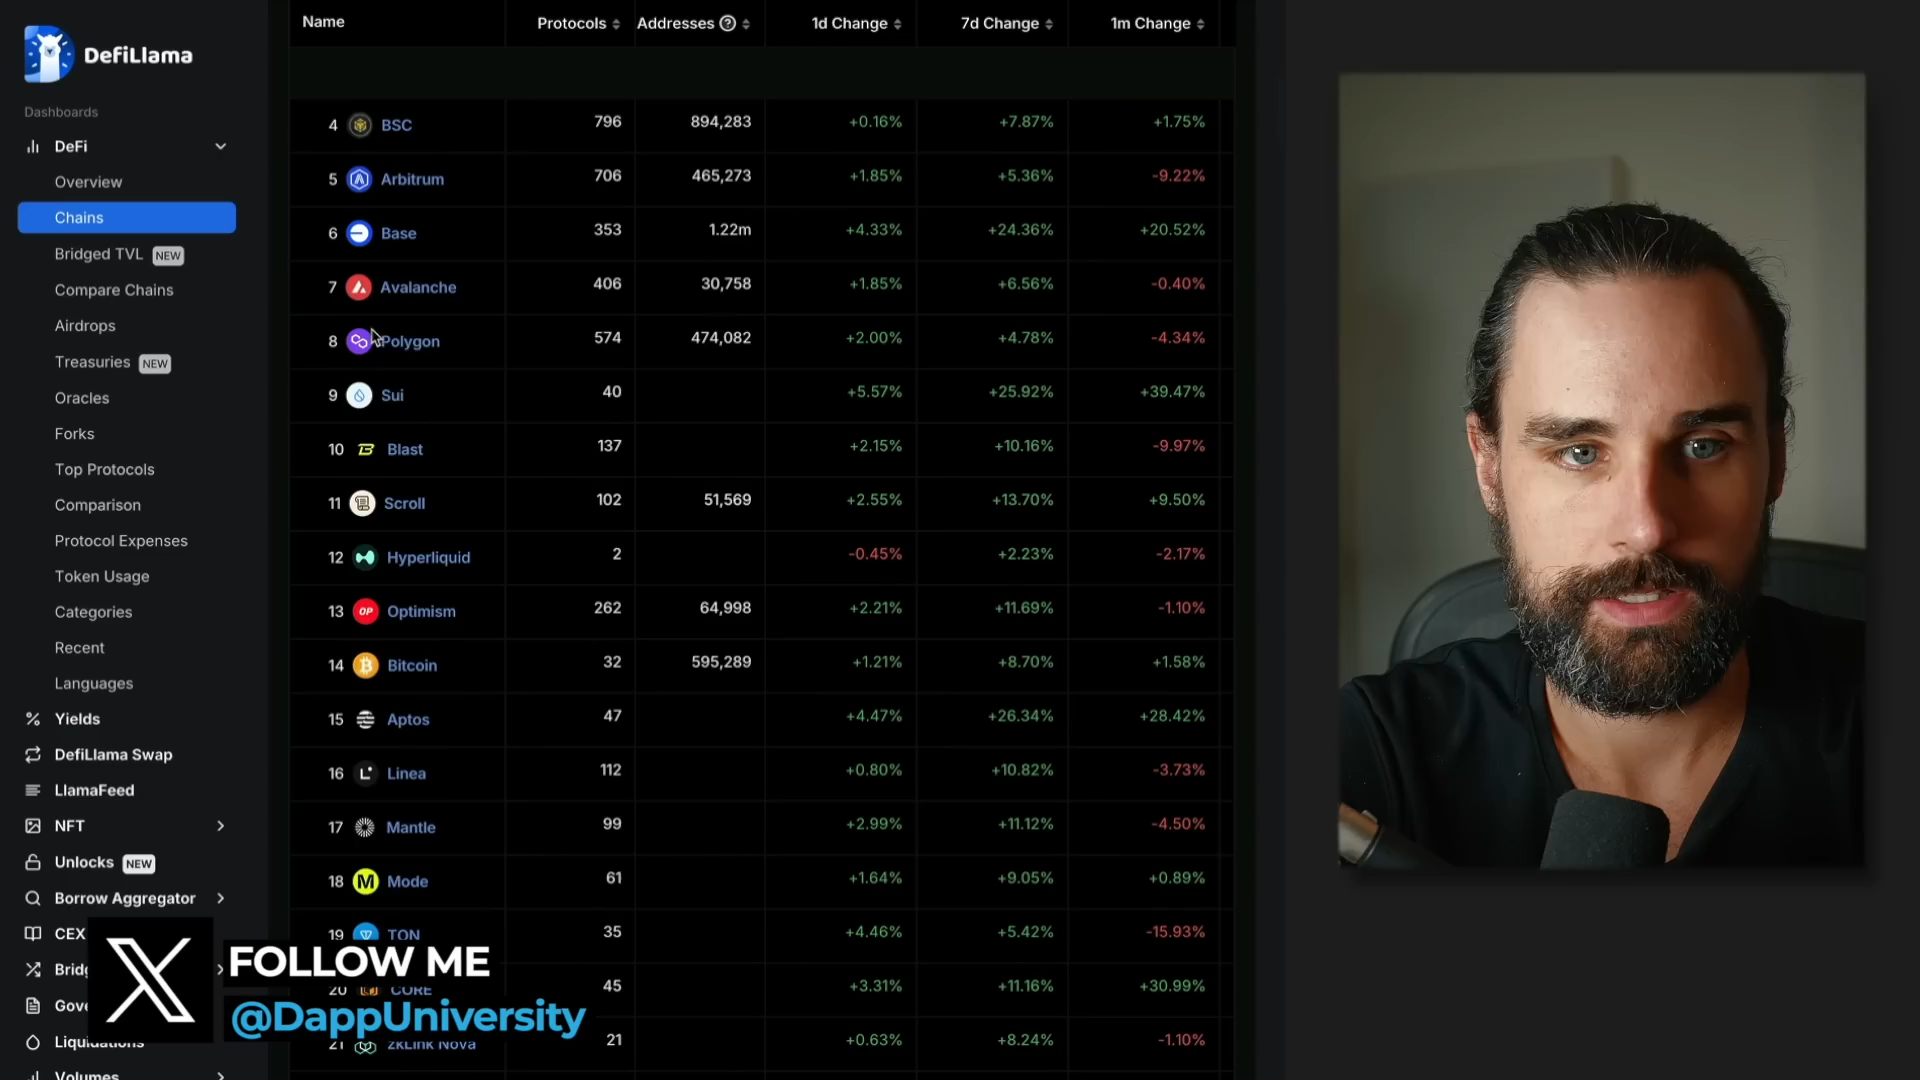 DefiLlama
Dashboards
DeFi
Overview
Chains
Bridged TVL NEW
Compare Chains
Airdrops
Treasuries NEW
Oracles
Forks
Top Protocols
Comparison
Protocol Expenses
Token Usage
Categories
Recent
Languages
Yields
DefiLlama Swap
LlamaFeed
NFT
Unlocks NEW
Borrow Aggregator
CEX
Liquidations
Volumes
Name Protocols Addresses ? 1d Change 7d Change 1m Change
4 BSC 796 894,283 +0.16% +7.87% +1.75%
5 Arbitrum 706 465,273 +1.85% +5.36% -9.22%
6 Base 353 1.22m +4.33% +24.36% +20.52%
7 Avalanche 406 30,758 +1.85% +6.56% -0.40%
8 Polygon 574 474,082 +2.00% +4.78% -4.34%
9 Sui 40 +5.57% +25.92% +39.47%
10 Blast 137 +2.15% +10.16% -9.97%
11 Scroll 102 51,569 +2.55% +13.70% +9.50%
12 Hyperliquid 2 -0.45% +2.23% -2.17%
13 OP Optimism 262 64,998 +2.21% +11.69% -1.10%
14 Bitcoin 32 595,289 +1.21% +8.70% +1.58%
15 Aptos 47 +4.47% +26.34% +28.42%
16 Linea 112 +0.80% +10.82% -3.73%
17 Mantle 99 +2.99% +11.12% -4.50%
18 M Mode 61 +1.64% +9.05% +0.89%
19 TON 35 +4.46% +5.42% -15.93%
20 CORE 45 +3.31% +11.16% +30.99%
21 zkLink Nova 21 +0.63% +8.24% -1.10%
X
FOLLOW ME
@DappUniversity